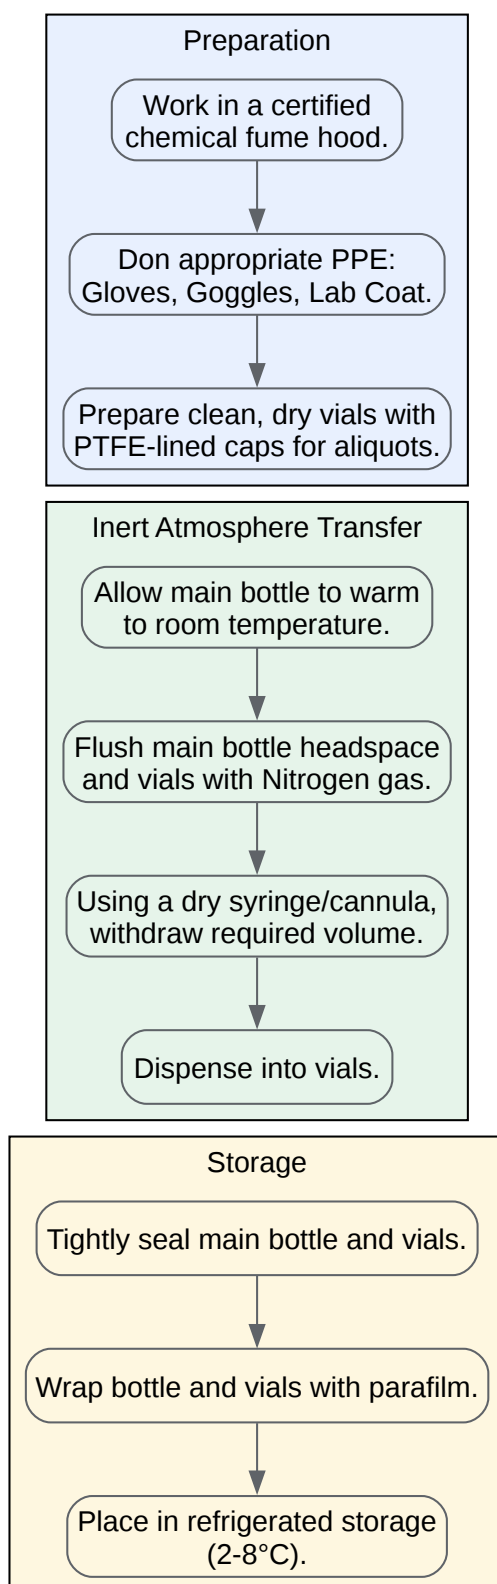 Preparation
Work in a certified
chemical fume hood.
Don appropriate PPE:
Gloves, Goggles, Lab Coat.
Prepare clean, dry vials with
PTFE-lined caps for aliquots.
Inert Atmosphere Transfer
Allow main bottle to warm
to room temperature.
Flush main bottle headspace
and vials with Nitrogen gas.
Using a dry syringe/cannula,
withdraw required volume.
Dispense into vials.
Storage
Tightly seal main bottle and vials.
Wrap bottle and vials with parafilm.
Place in refrigerated storage
(2-8°C).